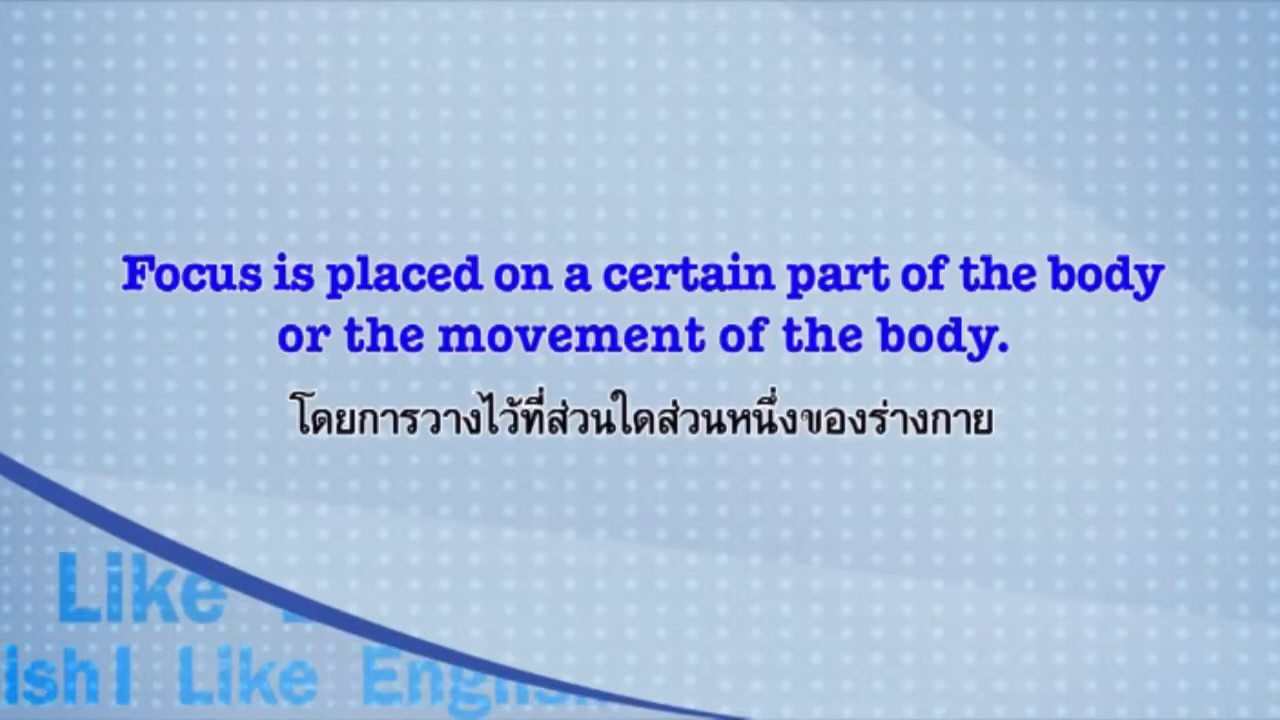 Focus is placed on a certain part of the body
or the movement of the body.
โดยการวางไว้ที่ส่วนใดส่วนหนึ่งของร่างกาย
Like
ish I Like English